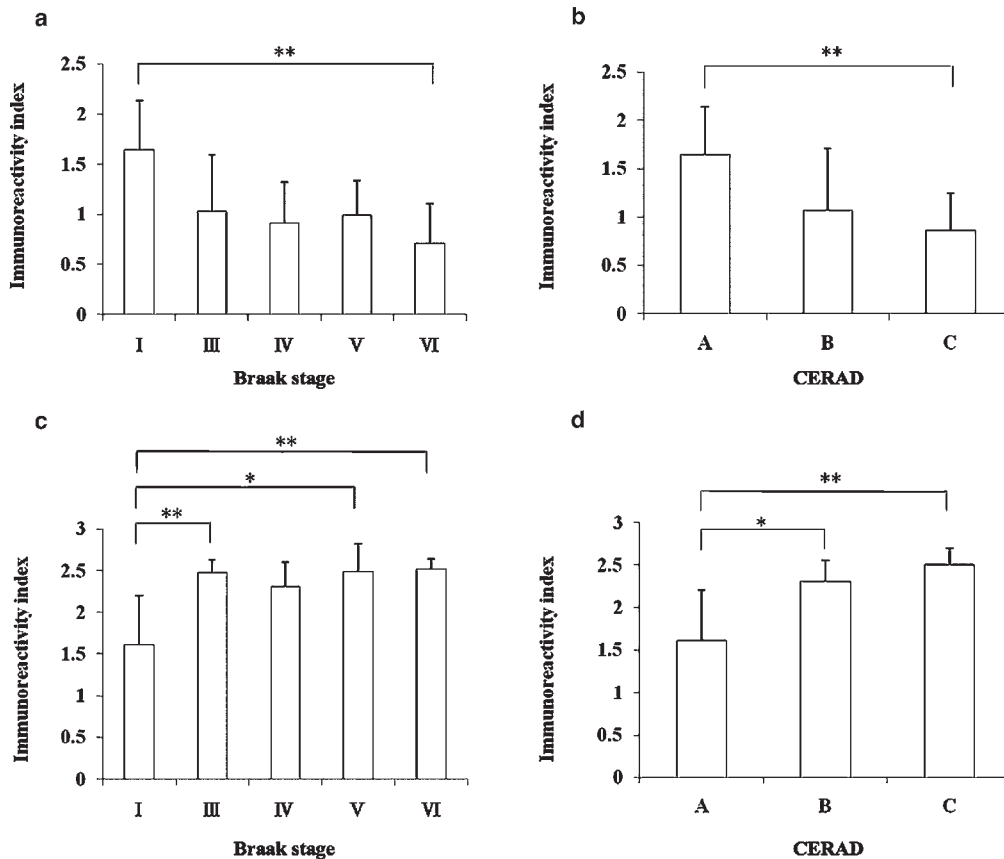 a
**
2.5
2
1.5
1
0.5
0
Immunoreactivity index
I III IV V VI
Braak stage
b
**
2.5
2
1.5
1
0.5
0
Immunoreactivity index
A B C
CERAD
c
**
*
**
3
2.5
2
1.5
1
0.5
0
Immunoreactivity index
I III IV V VI
Braak stage
d
**
*
3
2.5
2
1.5
1
0.5
0
Immunoreactivity index
A B C
CERAD